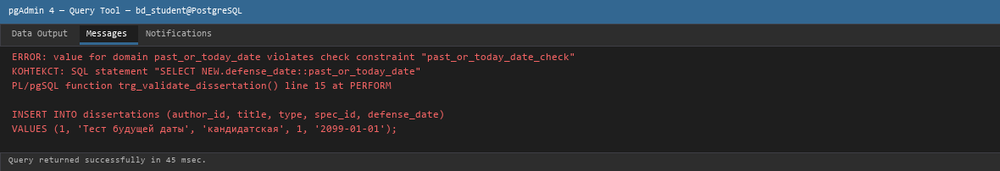 pgAdmin 4 — Query Tool — bd_student@PostgreSQL
Data Output Messages Notifications
ERROR: value for domain past_or_today_date violates check constraint "past_or_today_date_check"
КОНТЕКСТ: SQL statement "SELECT NEW.defense_date::past_or_today_date"
PL/pgSQL function trg_validate_dissertation() line 15 at PERFORM
INSERT INTO dissertations (author_id, title, type, spec_id, defense_date)
VALUES (1, 'Тест будущей даты', 'кандидатская', 1, '2099-01-01');
Query returned successfully in 45 msec.